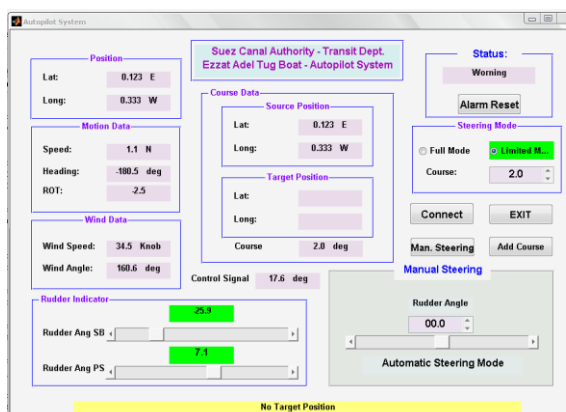 Autopilot System
Suez Canal Authority - Transit Dept.
Ezzat Adel Tug Boat - Autopilot System
Position
Lat: 0.123 E
Long: 0.333 W
Motion Data
Speed: 1.1 N
Heading: -180.5 deg
ROT: -2.5
Wind Data
Wind Speed: 34.5 Knob
Wind Angle: 160.6 deg
Course Data
Source Position
Lat: 0.123 E
Long: 0.333 W
Target Position
Lat:
Long:
Course 2.0 deg
Control Signal 17.6 deg
Status:
Worning
Alarm Reset
Steering Mode
Full Mode Limited M...
Course: 2.0
Connect EXIT
Man. Steering Add Course
Manual Steering
Rudder Angle
00.0
Automatic Steering Mode
Rudder Indicator
-25.9
Rudder Ang SB
7.1
Rudder Ang PS
No Target Position